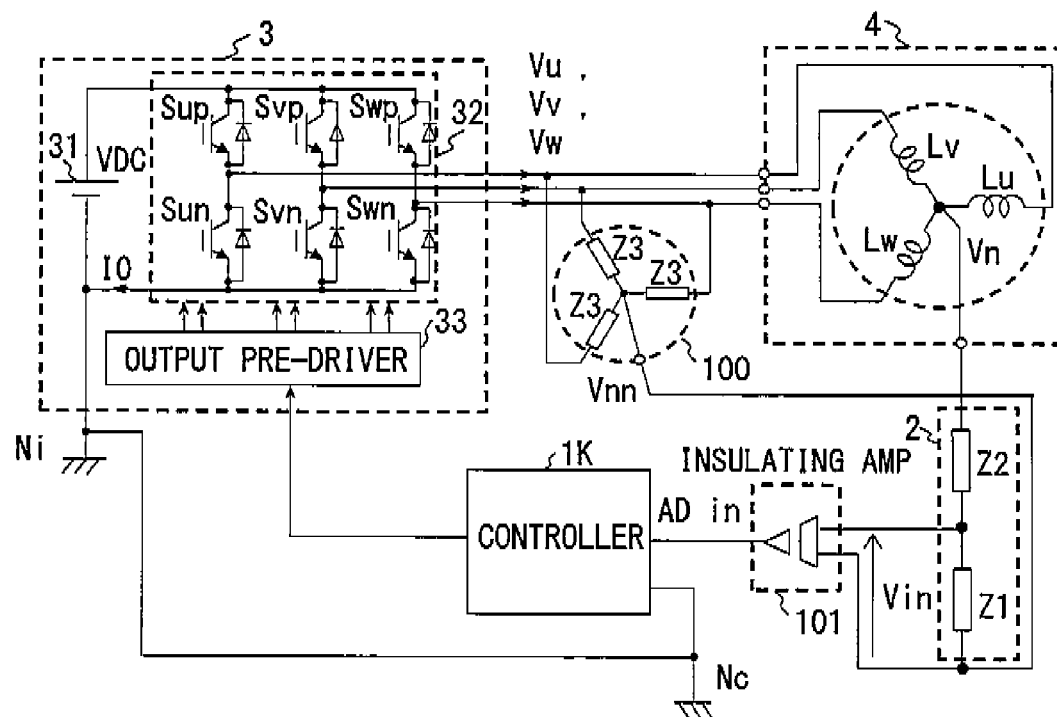 3
4
Vu ,
Vv ,
Vw
Sup
Svp
Swp
32
31
VDC
Lv
Lu
Sun
Svn
Swn
Lw
Vn
Z3
Z3
Z3
IO
33
OUTPUT PRE-DRIVER
100
Vnn
Ni
2
1K
INSULATING AMP
Z2
AD in
CONTROLLER
Vin
Z1
101
Nc